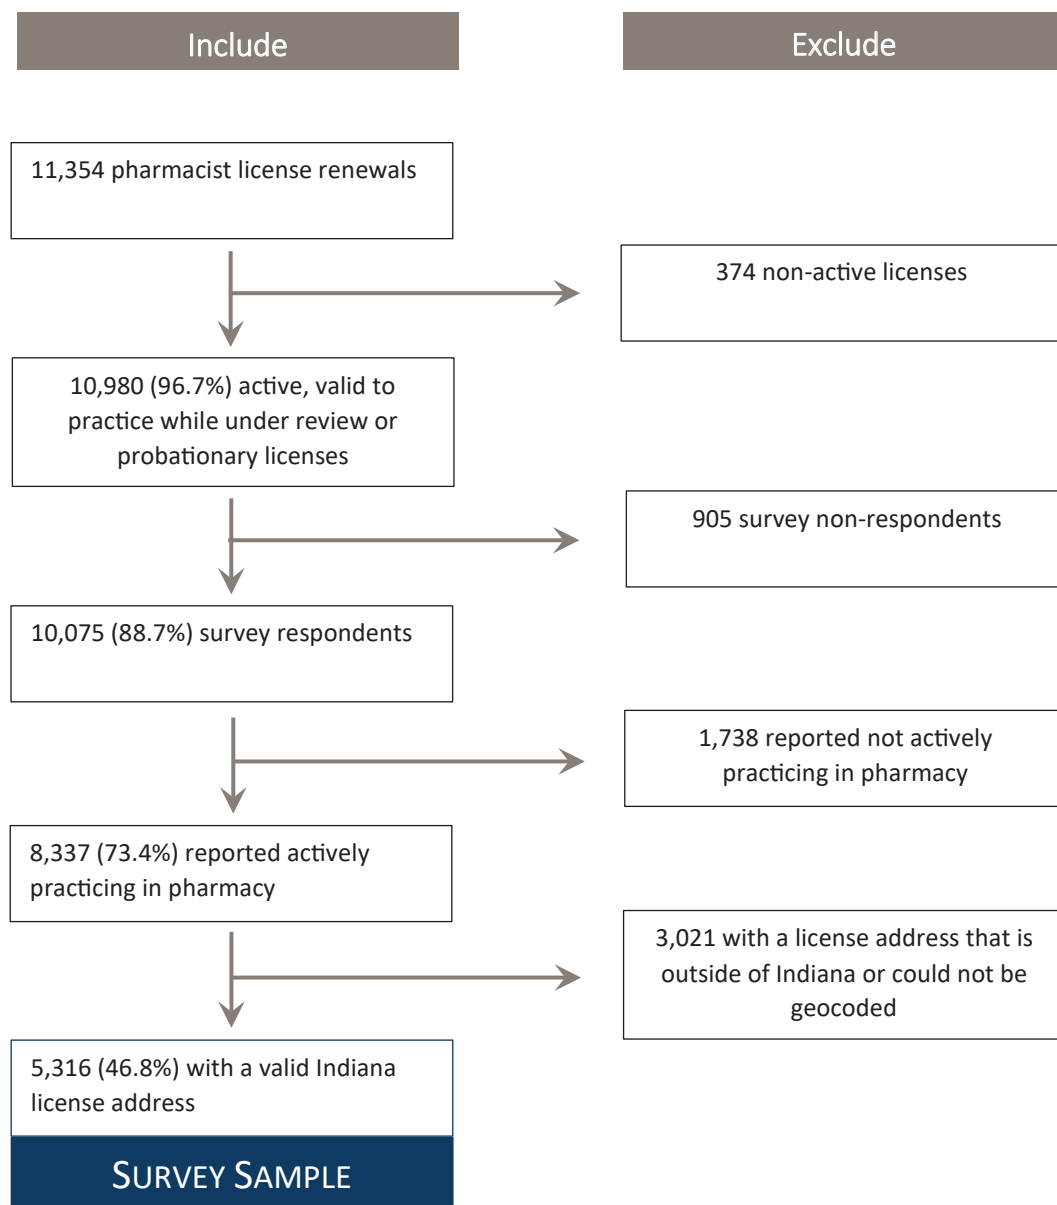 Include
Exclude
11,354 pharmacist license renewals
374 non-active licenses
10,980 (96.7%) active, valid to
practice while under review or
probationary licenses
905 survey non-respondents
10,075 (88.7%) survey respondents
1,738 reported not actively
practicing in pharmacy
8,337 (73.4%) reported actively
practicing in pharmacy
3,021 with a license address that is
outside of Indiana or could not be
geocoded
5,316 (46.8%) with a valid Indiana
license address
SURVEY SAMPLE